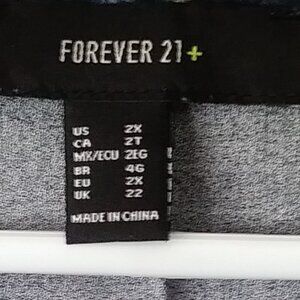 FOREVER 21+
US 2X
CA 2T
MX/ECU 2EG
BR 4G
EU 2X
UK 22
MADE IN CHINA